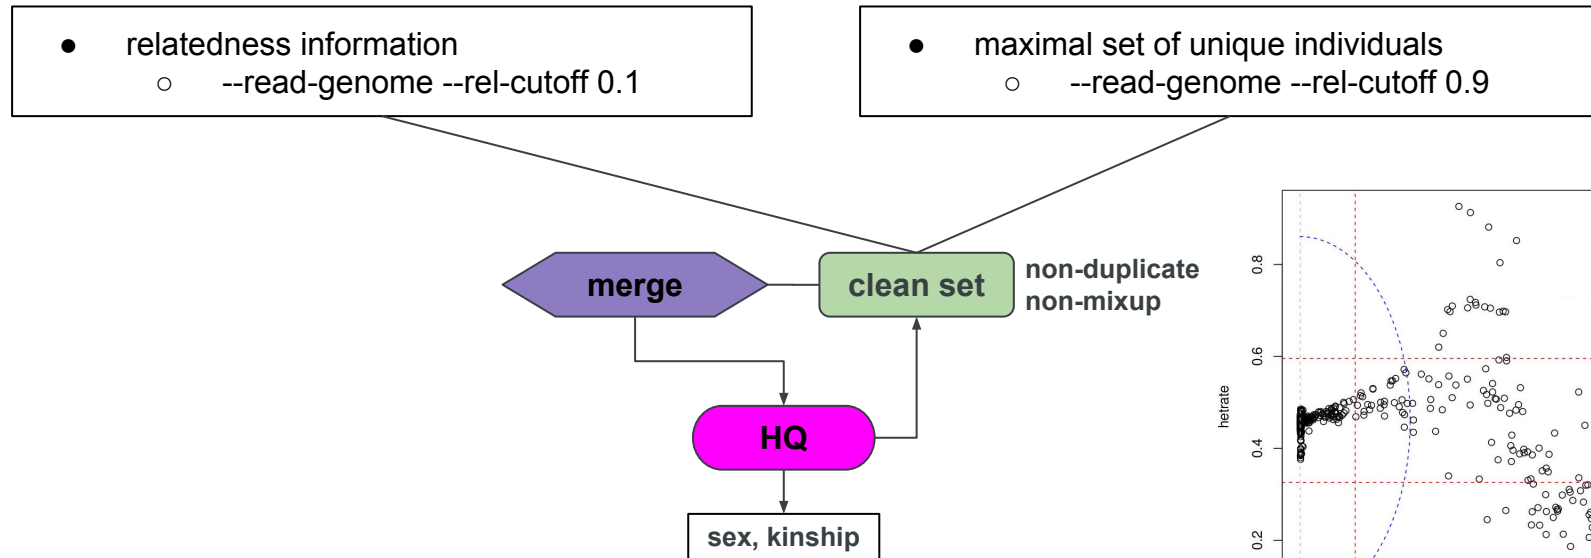 ● relatedness information
○ --read-genome --rel-cutoff 0.1
● maximal set of unique individuals
○ --read-genome --rel-cutoff 0.9
merge
clean set
non-duplicate
non-mixup
HQ
sex, kinship
hetrate
0.8
0.6
0.4
0.2